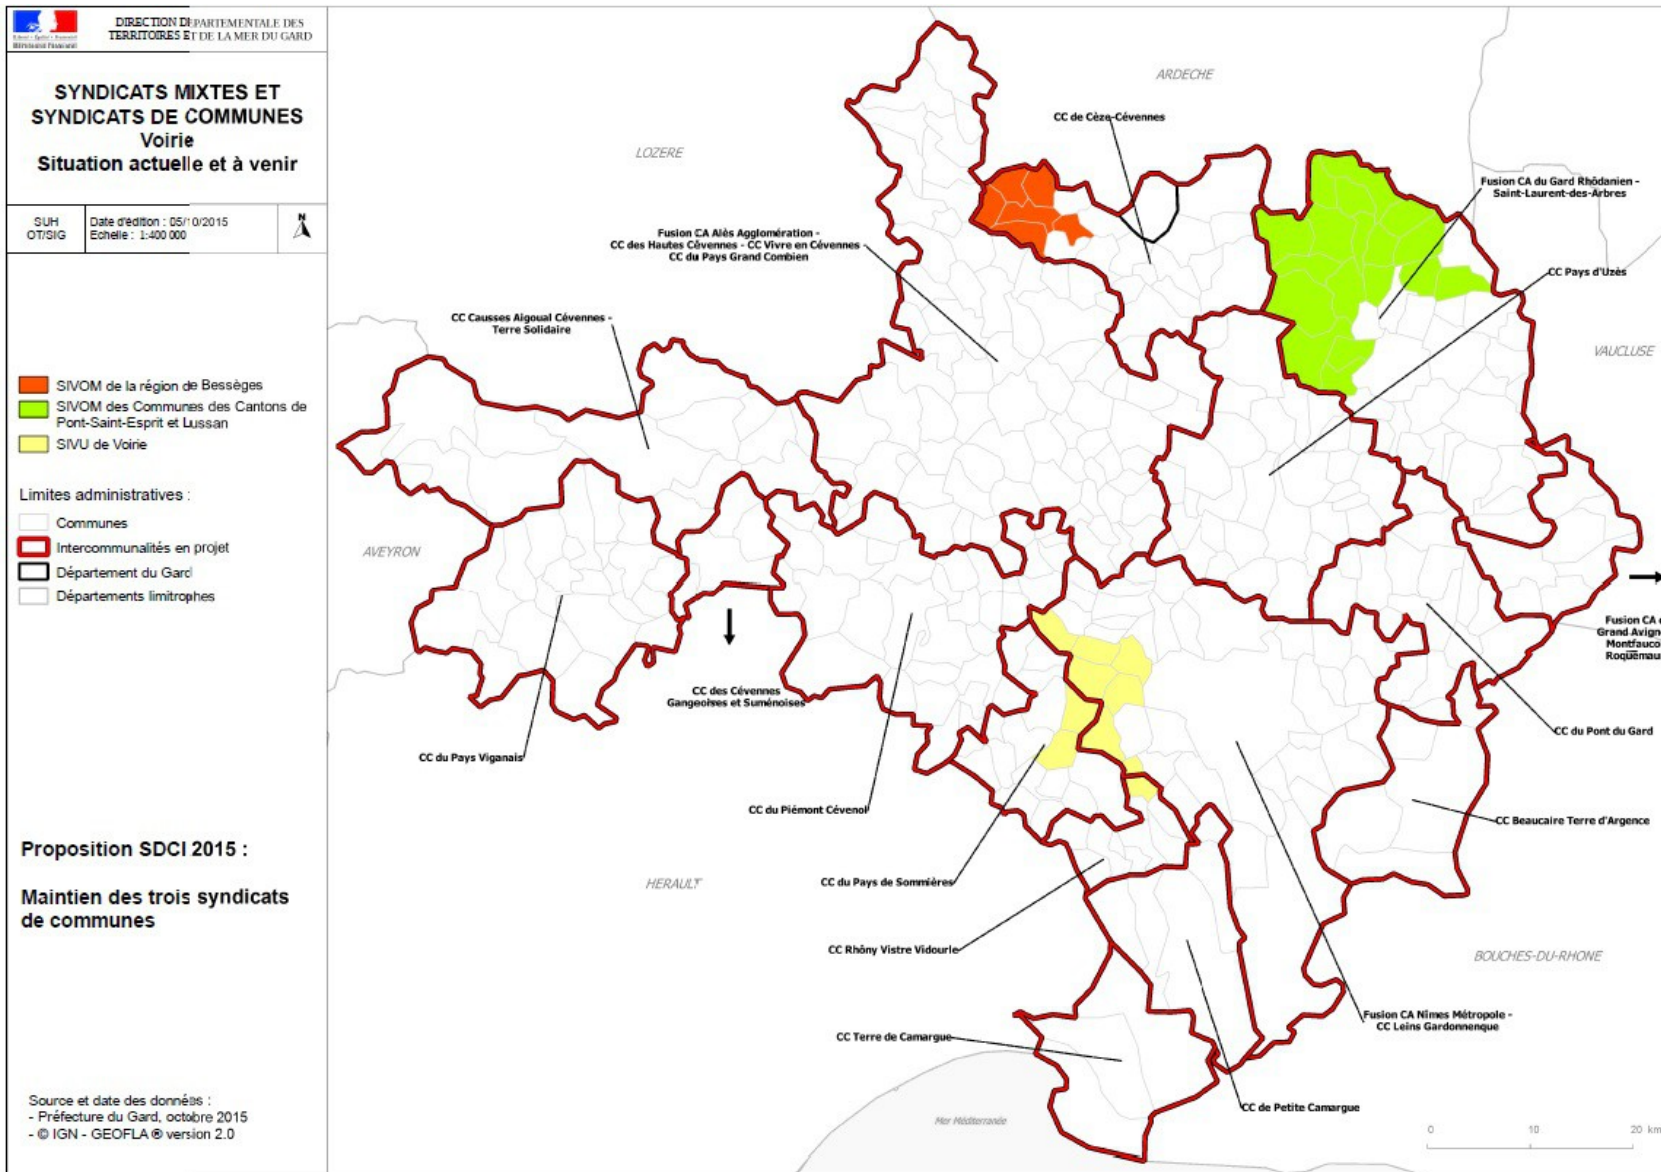 DIRECTION DÉPARTEMENTALE DES
TERRITOIRES ET DE LA MER DU GARD
RÉPUBLIQUE FRANÇAISE
SYNDICATS MIXTES ET
SYNDICATS DE COMMUNES
Voirie
Situation actuelle et à venir
SUH
OT/SIG
Date d'édition : 05/10/2015
Echelle : 1:400 000
N
SIVOM de la région de Bessèges
SIVOM des Communes des Cantons de
Pont-Saint-Esprit et Lussan
SIVU de Voirie
Limites administratives :
Communes
Intercommunalités en projet
Département du Gard
Départements limitrophes
Proposition SDCI 2015 :
Maintien des trois syndicats
de communes
Source et date des données :
- Préfecture du Gard, octobre 2015
- © IGN - GEOFLA ® version 2.0
ARDECHE
CC de Cèze-Cévennes
LOZERE
Fusion CA du Gard Rhôdanien -
Saint-Laurent-des-Arbres
Fusion CA Alès Agglomération -
CC des Hautes Cévennes - CC Vivre en Cévennes
CC du Pays Grand Combien
CC Pays d'Uzès
CC Causses Aigoual Cévennes -
Terre Solidaire
VAUCLUSE
AVEYRON
Fusion CA
Grand Avign
Montfauco
Roquemau
CC des Cévennes
Gangeoises et Suménoises
CC du Pont du Gard
CC du Pays Viganais
CC du Piémont Cévenol
CC Beaucaire Terre d'Argence
HERAULT
CC du Pays de Sommières
CC Rhôny Vistre Vidourle
BOUCHES-DU-RHONE
Fusion CA Nîmes Métropole -
CC Leins Gardonnenque
CC Terre de Camargue
CC de Petite Camargue
Mer Méditerranée
0 10 20 km